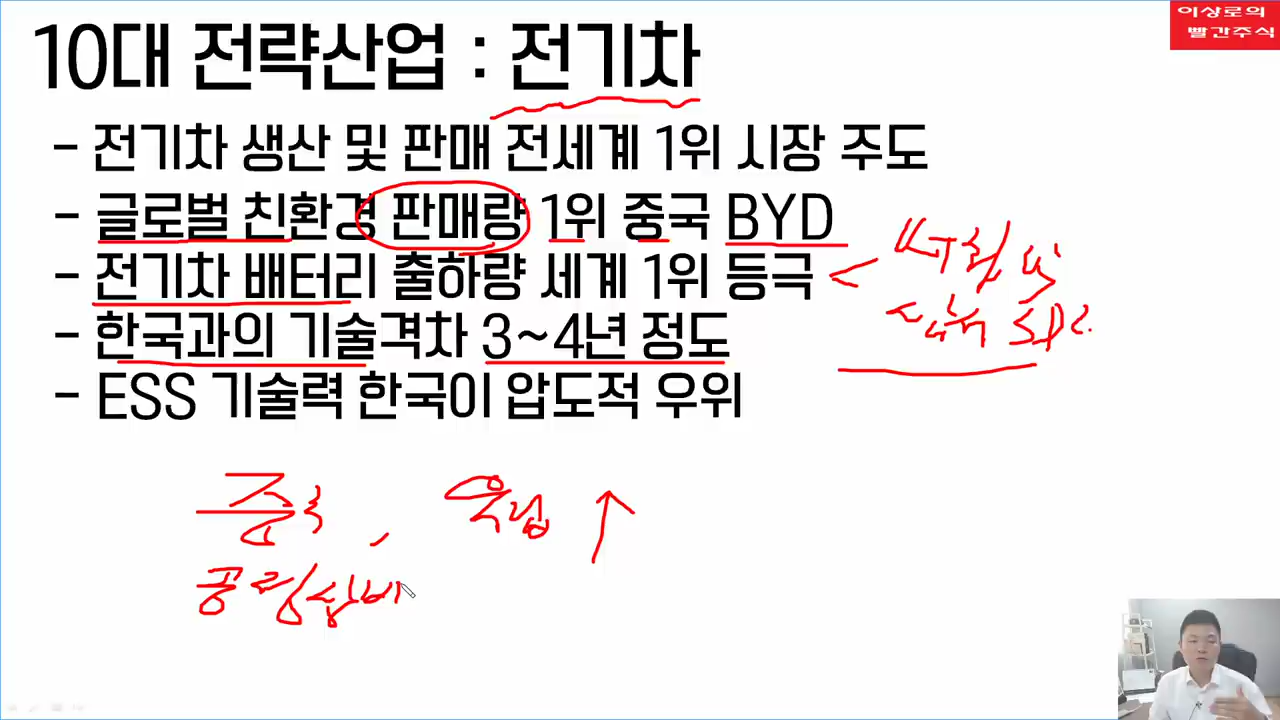 이상로의
빨간주식
10대 전략산업 : 전기차
- 전기차 생산 및 판매 전세계 1위 시장 주도
- 글로벌 친환경 판매량 1위 중국 BYD
- 전기차 배터리 출하량 세계 1위 등극
- 한국과의 기술격차 3~4년 정도
- ESS 기술력 한국이 압도적 우위
중국,